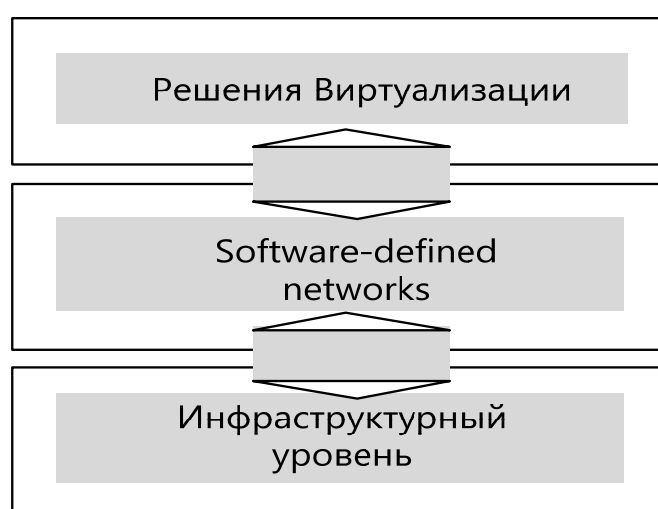 Решения Виртуализации
Software-defined
networks
Инфраструктурный
уровень